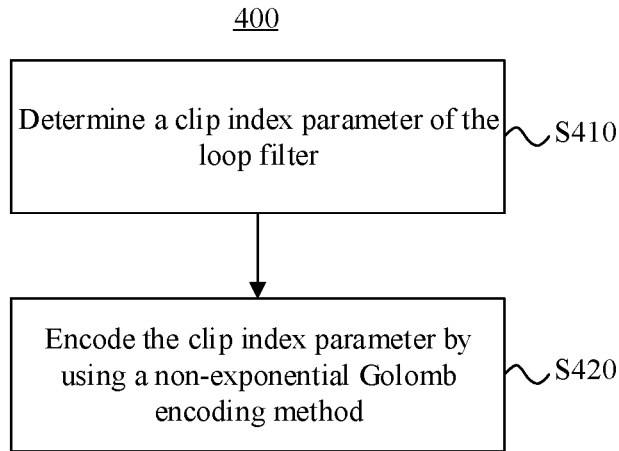 400
Determine a clip index parameter of the
loop filter
S410
Encode the clip index parameter by
using a non-exponential Golomb
encoding method
S420